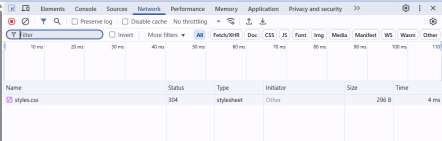 Elements Console Sources Network Performance Memory Application Privacy and security >>
Preserve log Disable cache No throttling
Filter Invert More filters All Fetch/XHR Doc CSS JS Font Img Media Manifest WS Wasm Other
10 ms 20 ms 30 ms 40 ms 50 ms 60 ms 70 ms 80 ms 90 ms 100 ms 110
Name Status Type Initiator Size Time
styles.css 304 stylesheet Other 296 B 4 ms